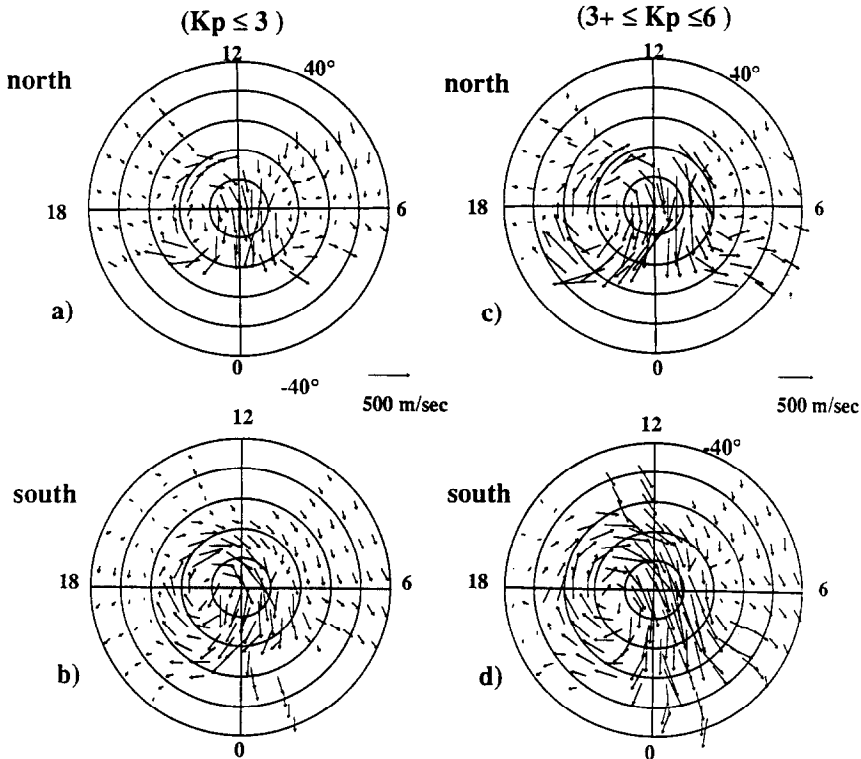 (Kp ≤ 3)
(3+ ≤ Kp ≤6)
12
40°
12
40°
north
north
18
6
18
6
a)
c)
0
0
-40°
500 m/sec
500 m/sec
12
12
-40°
south
south
18
6
18
6
b)
d)
0
0